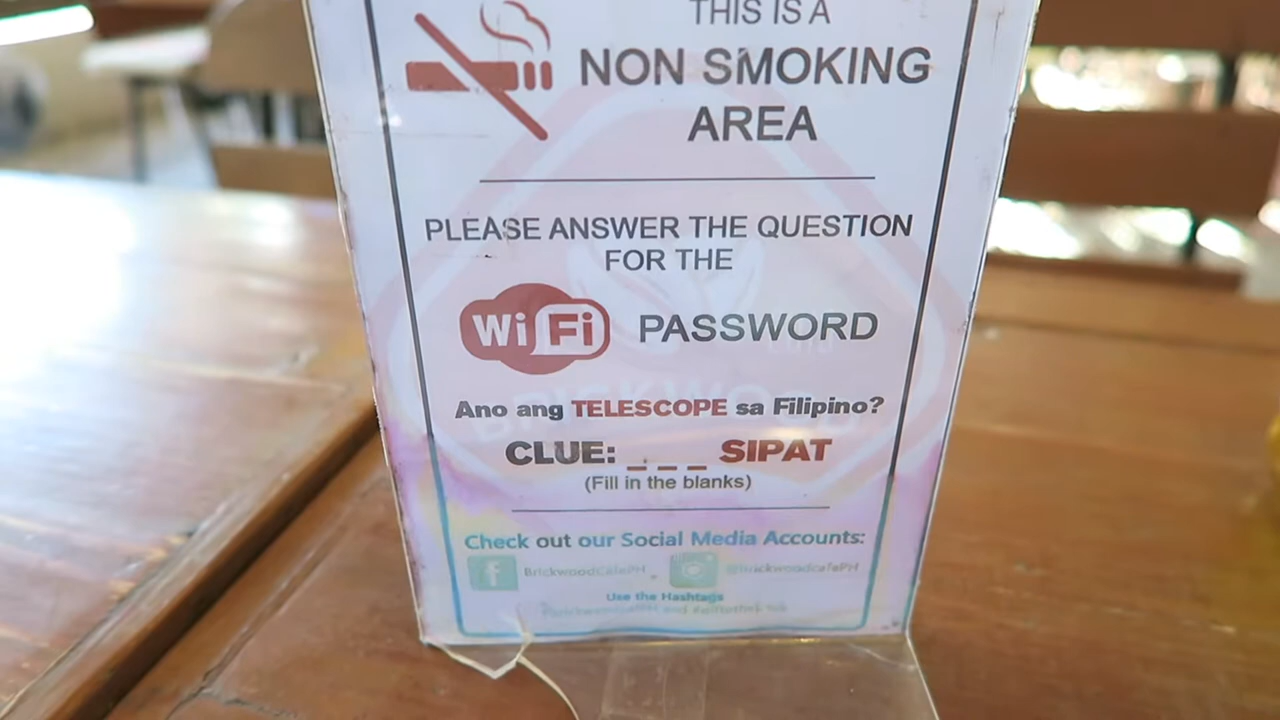 THIS IS A
NON SMOKING
AREA
PLEASE ANSWER THE QUESTION
FOR THE
WiFi PASSWORD
Ano ang TELESCOPE sa Filipino?
CLUE: _ _ _ SIPAT
(Fill in the blanks)
Check out our Social Media Accounts:
BrickwoodCafePH @brickwoodcafePH
Use the Hashtags
and